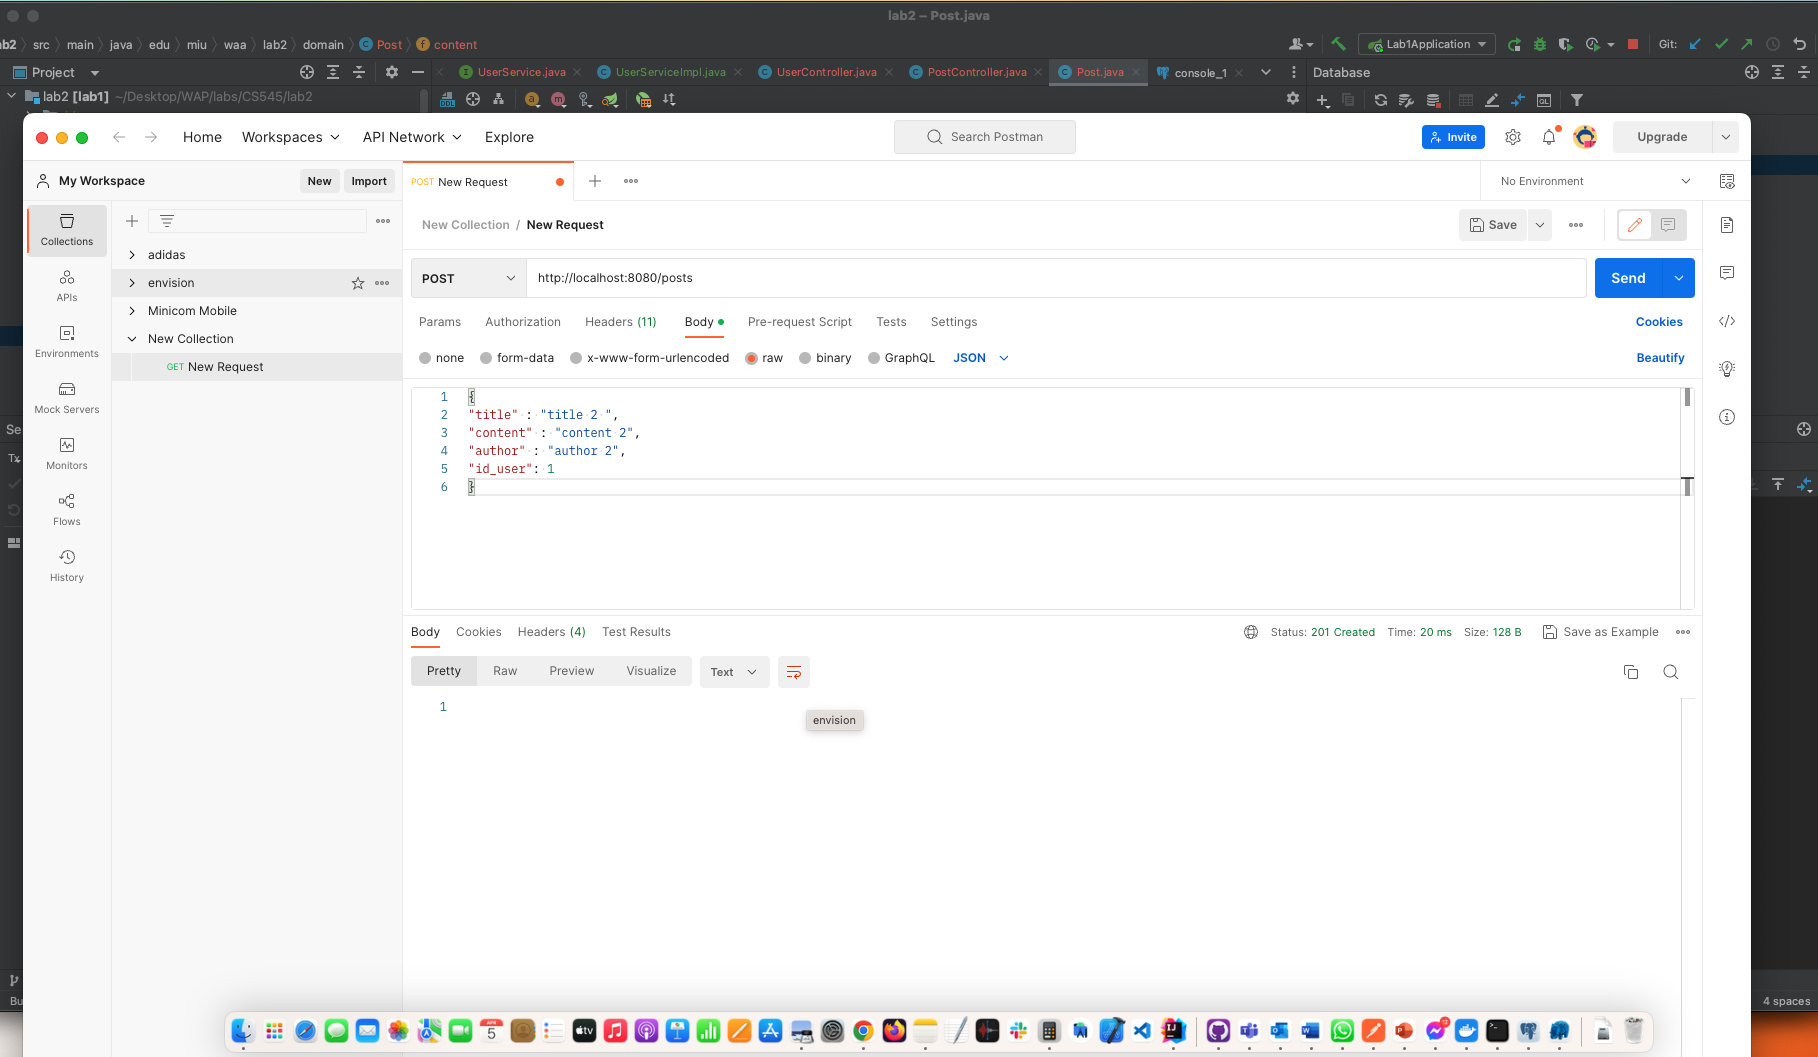 lab2 – Post.java
lab2 src main java edu miu waa lab2 domain Post content
Lab1Application
Git:
Project
UserService.java
UserServiceImpl.java
UserController.java
PostController.java
Post.java
console_1
Database
lab2 [lab1] ~/Desktop/WAP/labs/CS545/lab2
Home Workspaces API Network Explore
Search Postman
Invite
Upgrade
My Workspace
New Import
POST New Request
No Environment
Collections
APIs
Environments
Mock Servers
Monitors
Flows
History
adidas
envision
Minicom Mobile
New Collection
GET New Request
New Collection / New Request
Save
POST http://localhost:8080/posts
Send
Params Authorization Headers (11) Body Pre-request Script Tests Settings
Cookies
none form-data x-www-form-urlencoded raw binary GraphQL JSON
Beautify
1 {
2 "title" : "title 2 ",
3 "content" : "content 2",
4 "author" : "author 2",
5 "id_user": 1
6 }
Body Cookies Headers (4) Test Results
Status: 201 Created Time: 20 ms Size: 128 B Save as Example
Pretty Raw Preview Visualize Text
1
envision
Se
Tx
Bu
4 spaces
APR
5
tv